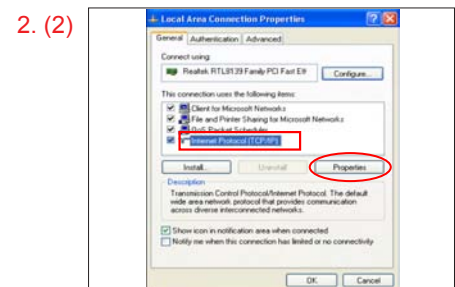 2. (2)
Local Area Connection Properties
General Authentication Advanced
Connect using:
Realtek RTL8139 Family PCI Fast Eth
Configure...
This connection uses the following items:
Client for Microsoft Networks
File and Printer Sharing for Microsoft Networks
QoS Packet Scheduler
Internet Protocol (TCP/IP)
Install... Uninstall Properties
Description
Transmission Control Protocol/Internet Protocol. The default
wide area network protocol that provides communication
across diverse interconnected networks.
Show icon in notification area when connected
Notify me when this connection has limited or no connectivity
OK Cancel